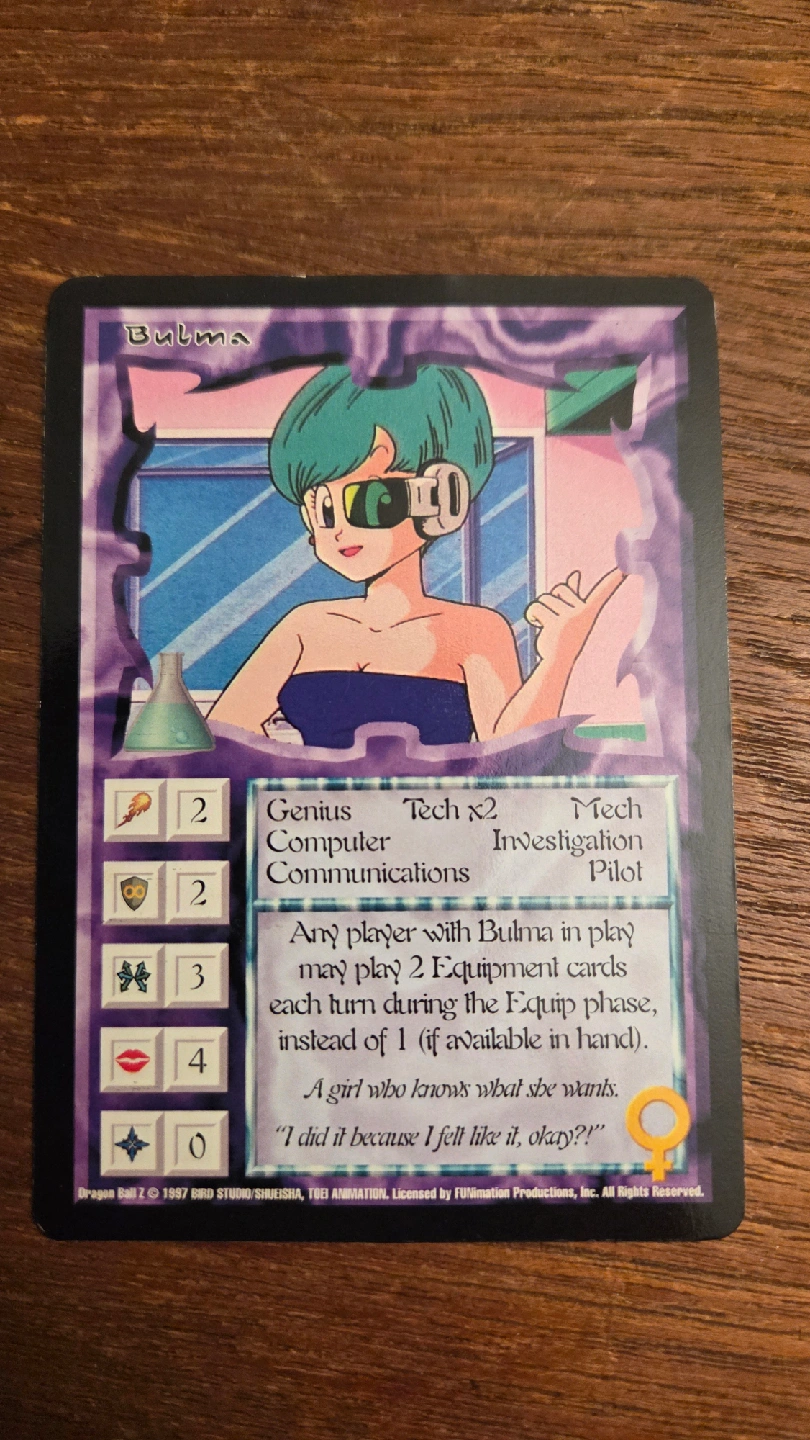 Bulma
2
2
3
4
0
Genius Tech x2 Mech
Computer Investigation
Communications Pilot
Any player with Bulma in play
may play 2 Equipment cards
each turn during the Equip phase,
instead of 1 (if available in hand).
A girl who knows what she wants.
"I did it because I felt like it, okay?!"
Dragon Ball Z © 1997 BIRD STUDIO/SHUEISHA, TOEI ANIMATION. Licensed by FUNimation Productions, Inc. All Rights Reserved.